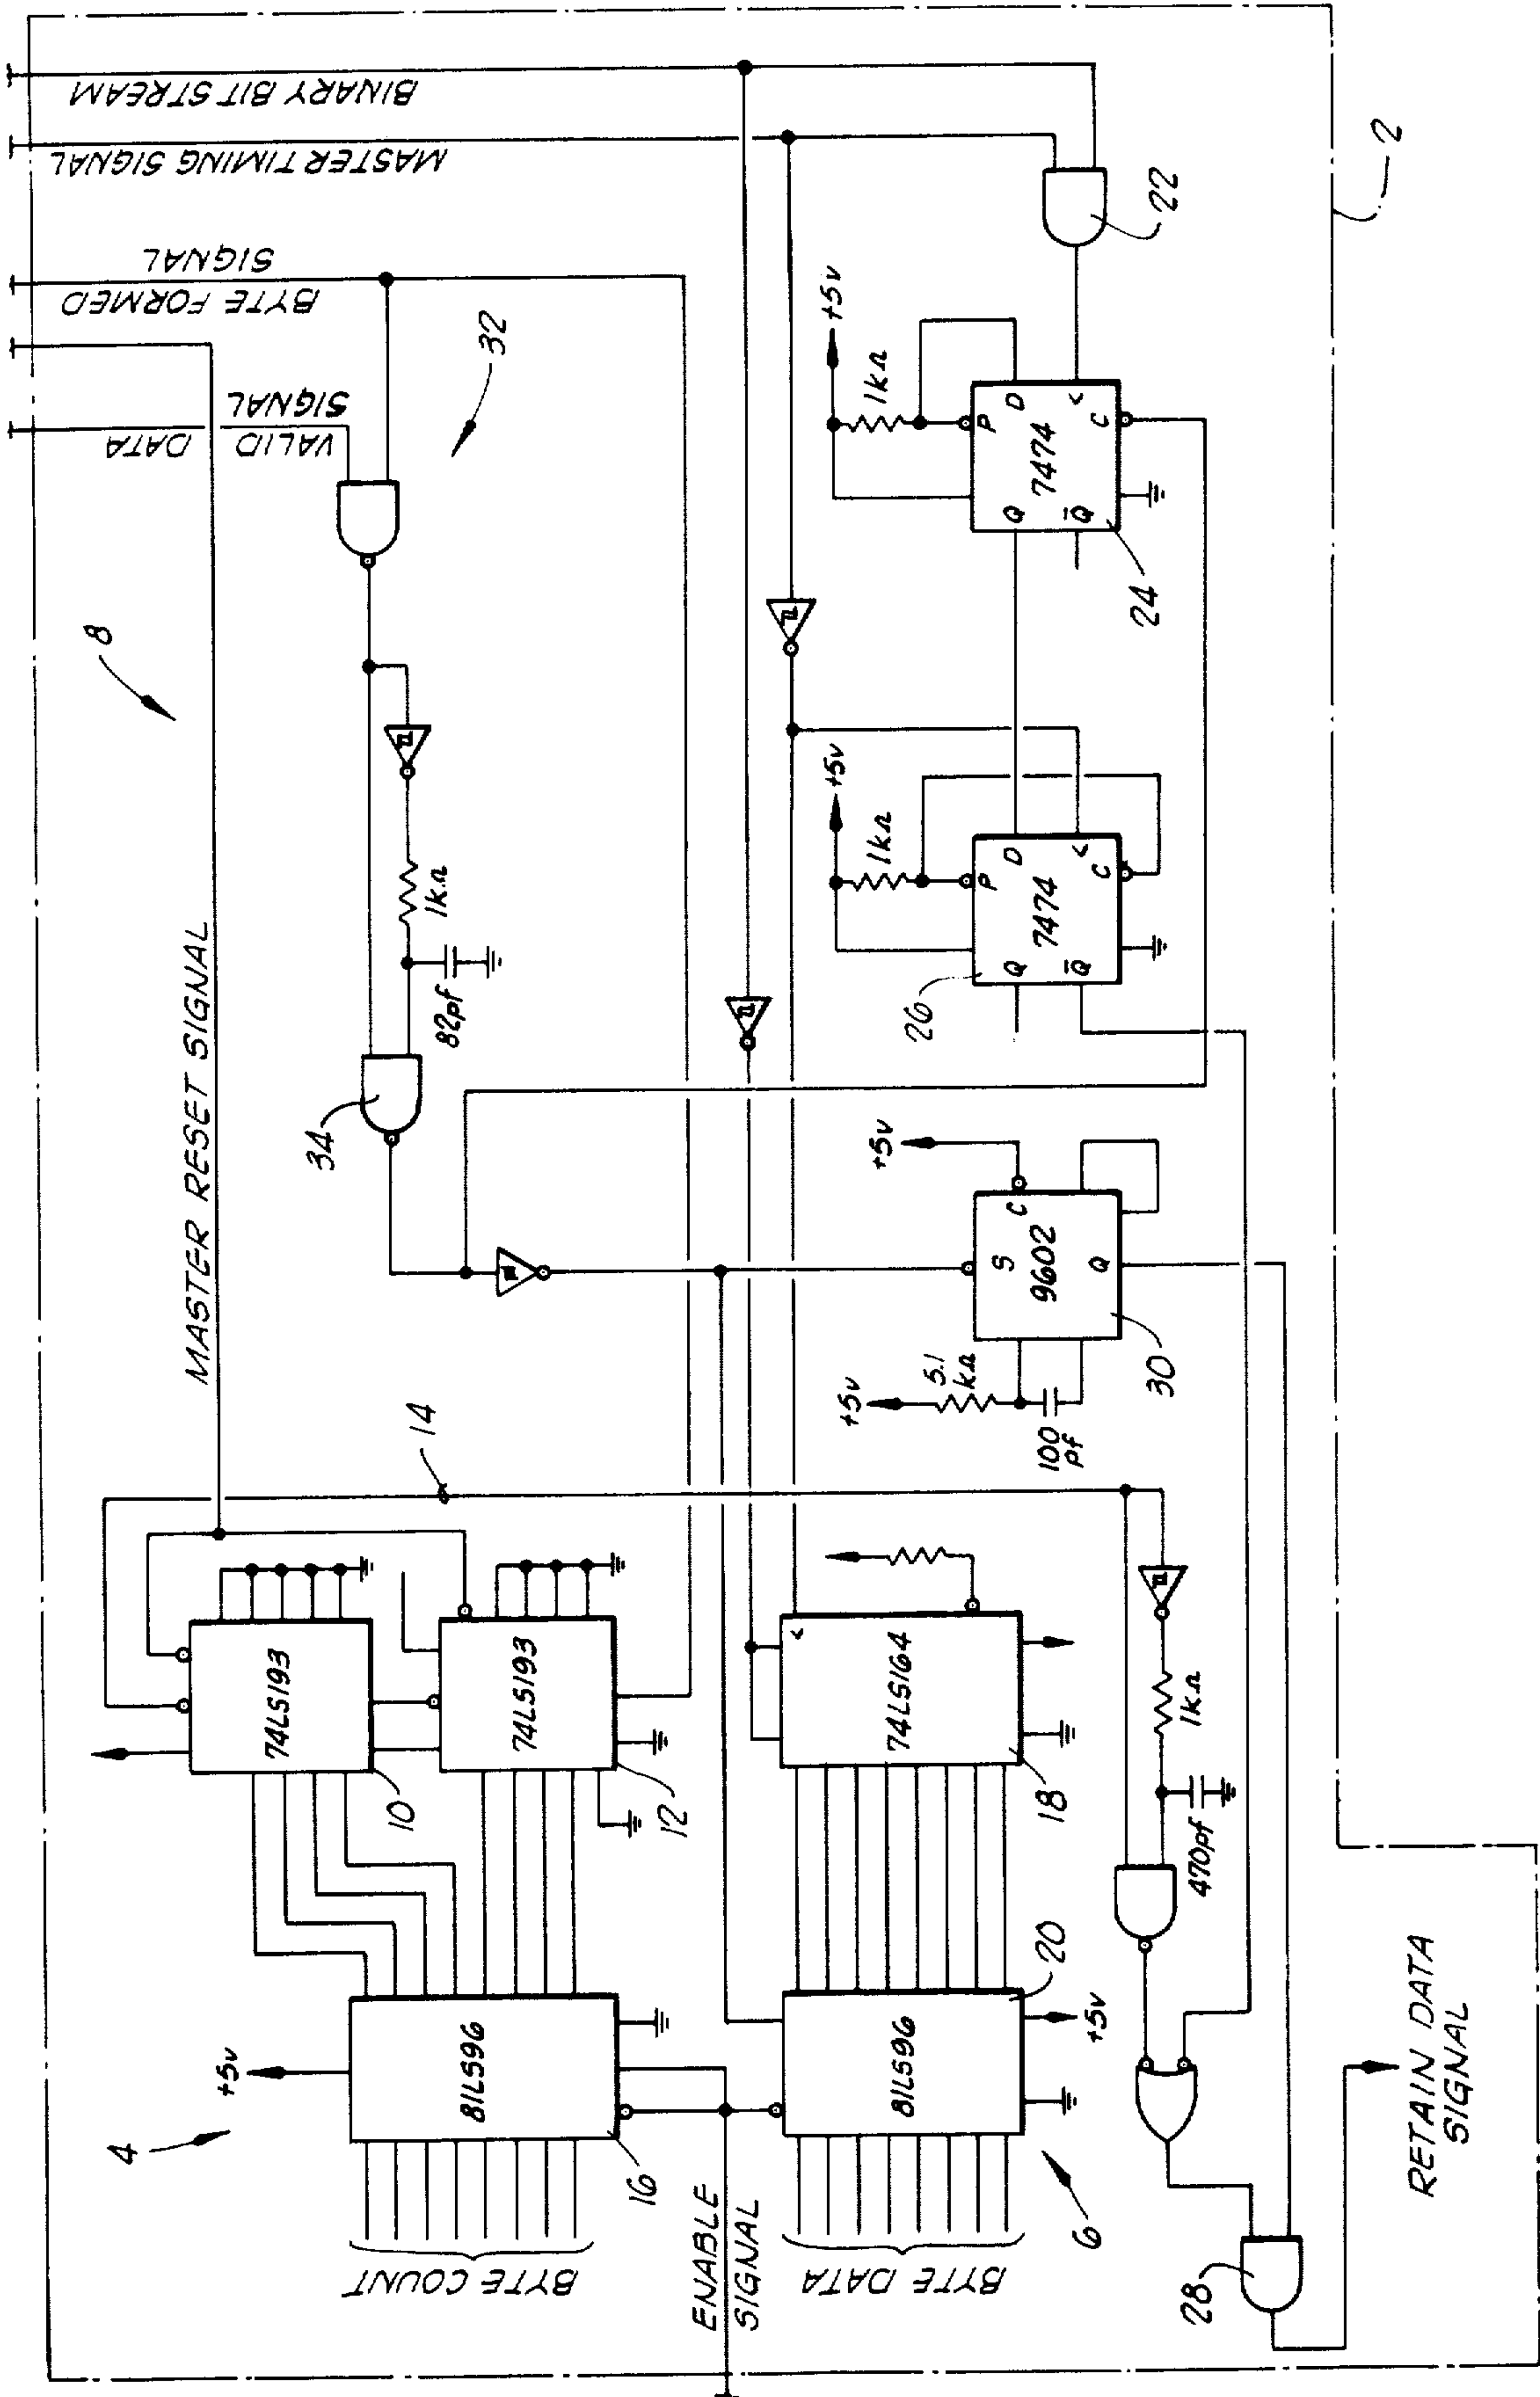 BINARY BIT STREAM
MASTER TIMING SIGNAL
BYTE FORMED
SIGNAL
VALID DATA
SIGNAL
MASTER RESET SIGNAL
8
32
2
22
+5v
1kΩ
P
D
Q
7474
<
Q̅
C
24
+5v
1kΩ
P
D
Q
7474
<
Q̅
C
26
1kΩ
82pf
34
+5v
C
S
9602
Q
30
+5v
5.1
kΩ
100
pf
14
74LS193
10
74LS193
12
<
74LS164
18
1kΩ
470pf
4
+5v
81LS96
16
81LS96
20
+5v
6
BYTE COUNT
ENABLE
SIGNAL
BYTE DATA
28
RETAIN DATA
SIGNAL